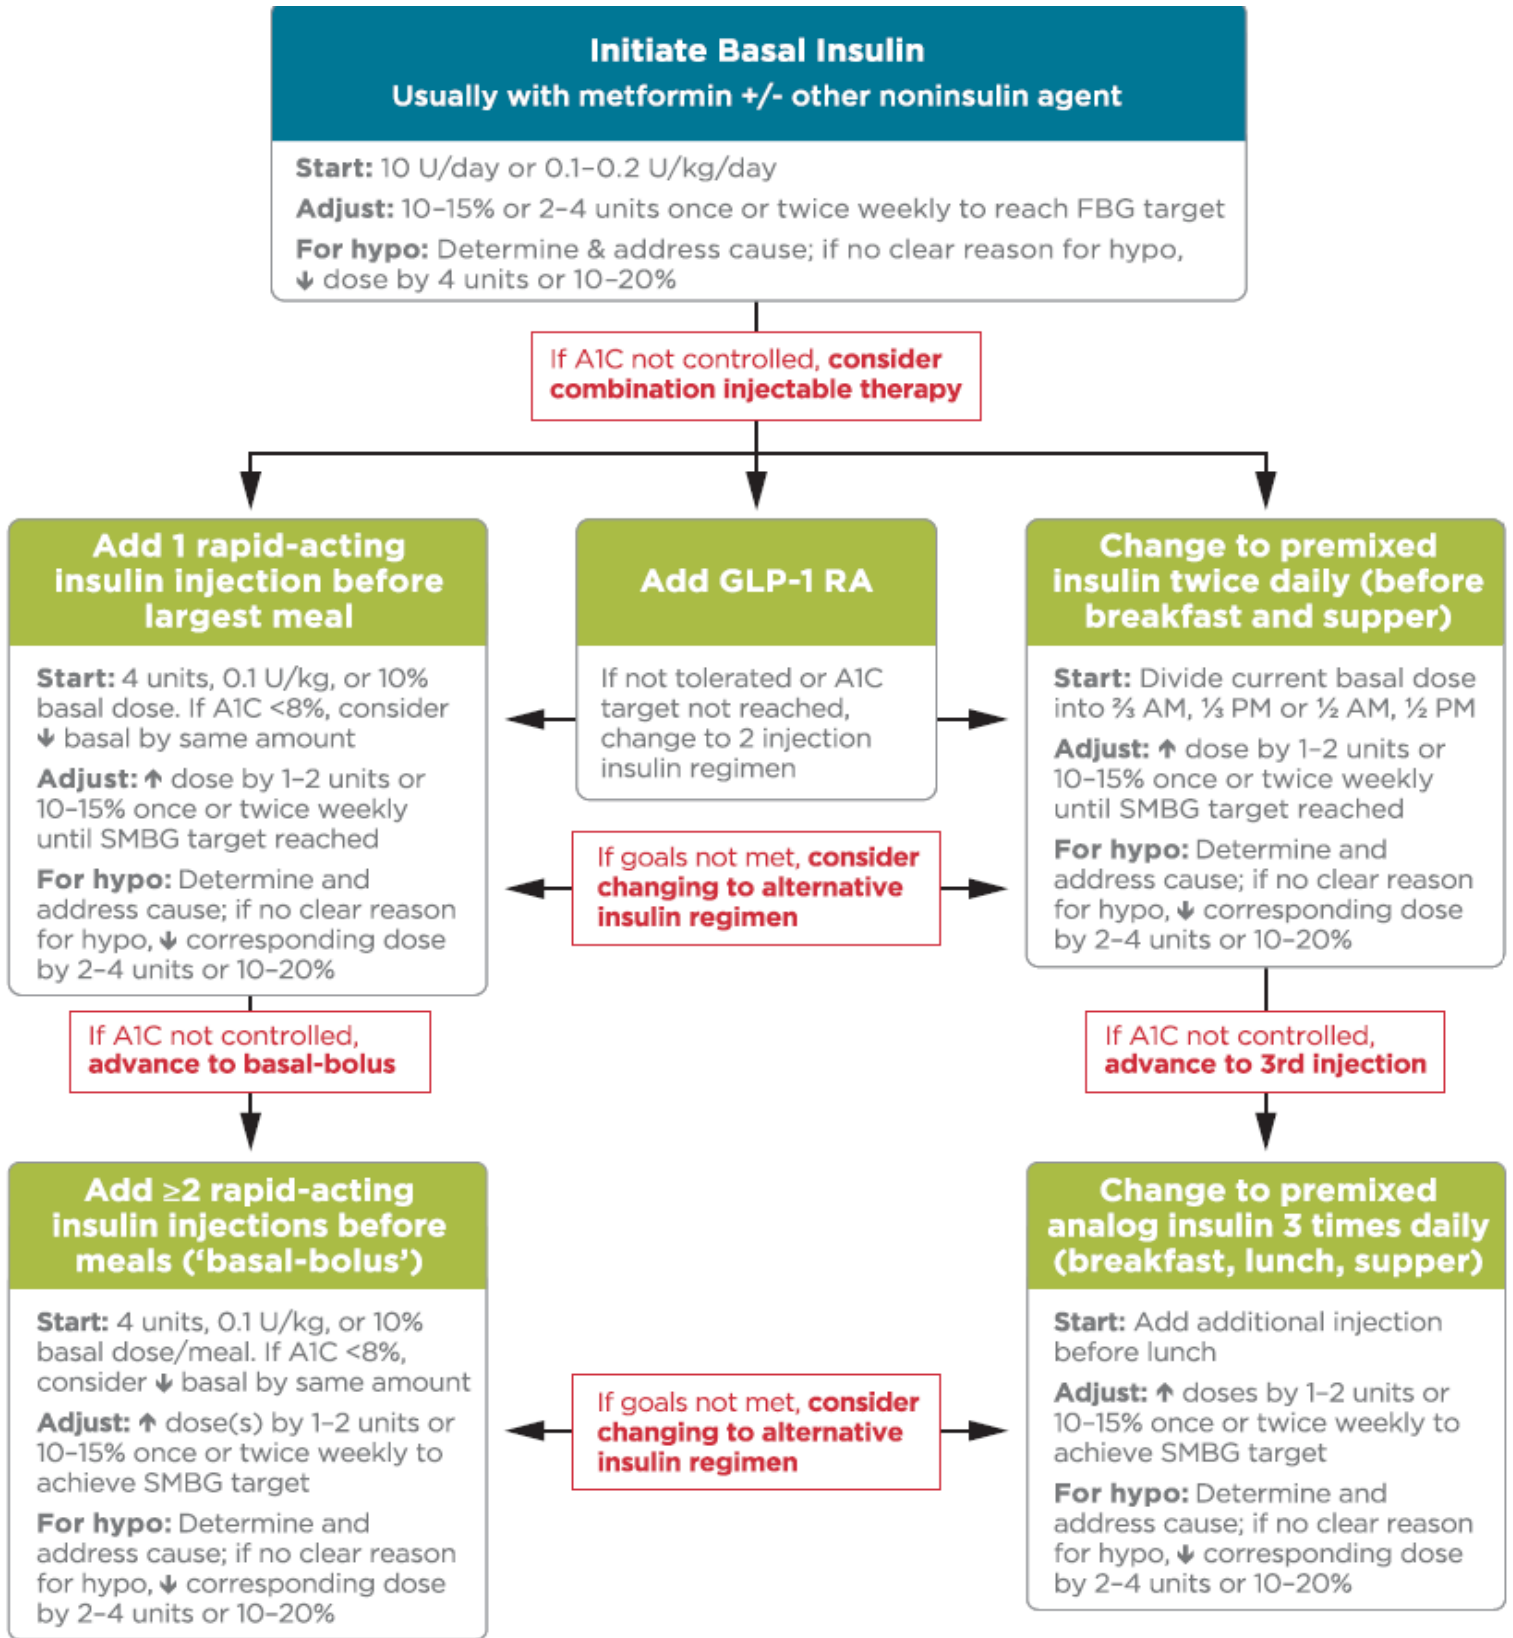 Initiate Basal Insulin
Usually with metformin +/- other noninsulin agent
Start: 10 U/day or 0.1–0.2 U/kg/day
Adjust: 10–15% or 2–4 units once or twice weekly to reach FBG target
For hypo: Determine & address cause; if no clear reason for hypo,
↓ dose by 4 units or 10–20%
If A1C not controlled, consider
combination injectable therapy
Add 1 rapid-acting
insulin injection before
largest meal
Start: 4 units, 0.1 U/kg, or 10%
basal dose. If A1C <8%, consider
↓ basal by same amount
Adjust: ↑ dose by 1–2 units or
10–15% once or twice weekly
until SMBG target reached
For hypo: Determine and
address cause; if no clear reason
for hypo, ↓ corresponding dose
by 2–4 units or 10–20%
Add GLP-1 RA
If not tolerated or A1C
target not reached,
change to 2 injection
insulin regimen
Change to premixed
insulin twice daily (before
breakfast and supper)
Start: Divide current basal dose
into ⅔ AM, ⅓ PM or ½ AM, ½ PM
Adjust: ↑ dose by 1–2 units or
10–15% once or twice weekly
until SMBG target reached
For hypo: Determine and
address cause; if no clear reason
for hypo, ↓ corresponding dose
by 2–4 units or 10–20%
If goals not met, consider
changing to alternative
insulin regimen
If A1C not controlled,
advance to basal-bolus
If A1C not controlled,
advance to 3rd injection
Add ≥2 rapid-acting
insulin injections before
meals (‘basal-bolus’)
Start: 4 units, 0.1 U/kg, or 10%
basal dose/meal. If A1C <8%,
consider ↓ basal by same amount
Adjust: ↑ dose(s) by 1–2 units or
10–15% once or twice weekly to
achieve SMBG target
For hypo: Determine and
address cause; if no clear reason
for hypo, ↓ corresponding dose
by 2–4 units or 10–20%
If goals not met, consider
changing to alternative
insulin regimen
Change to premixed
analog insulin 3 times daily
(breakfast, lunch, supper)
Start: Add additional injection
before lunch
Adjust: ↑ doses by 1–2 units or
10–15% once or twice weekly to
achieve SMBG target
For hypo: Determine and
address cause; if no clear reason
for hypo, ↓ corresponding dose
by 2–4 units or 10–20%